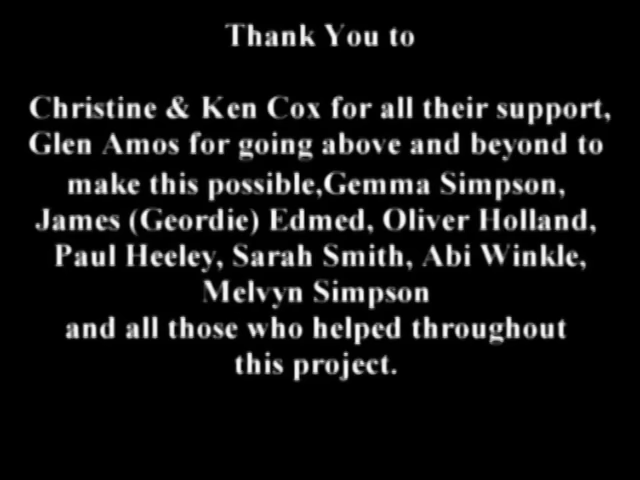 Thank You to
Christine & Ken Cox for all their support,
Glen Amos for going above and beyond to
make this possible,Gemma Simpson,
James (Geordie) Edmed, Oliver Holland,
Paul Heeley, Sarah Smith, Abi Winkle,
Melvyn Simpson
and all those who helped throughout
this project.